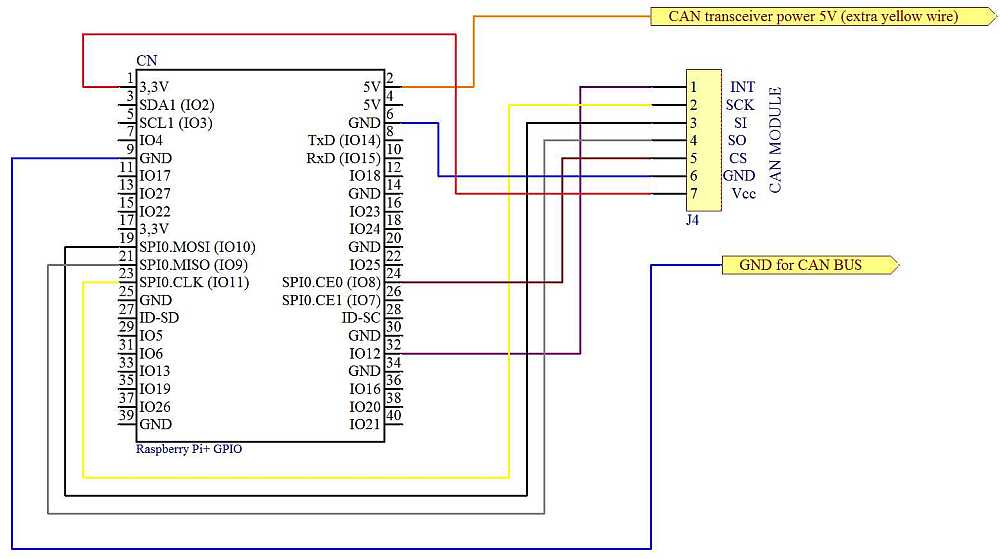 CAN transceiver power 5V (extra yellow wire)
CN
1 3,3V 5V 2
3 SDA1 (IO2) 5V 4
5 SCL1 (IO3) GND 6
7 IO4 TxD (IO14) 8
9 GND RxD (IO15) 10
11 IO17 IO18 12
13 IO27 GND 14
15 IO22 IO23 16
17 3,3V IO24 18
19 SPI0.MOSI (IO10) GND 20
21 SPI0.MISO (IO9) IO25 22
23 SPI0.CLK (IO11) SPI0.CE0 (IO8) 24
25 GND SPI0.CE1 (IO7) 26
27 ID-SD ID-SC 28
29 IO5 GND 30
31 IO6 IO12 32
33 IO13 GND 34
35 IO19 IO16 36
37 IO26 IO20 38
39 GND IO21 40
Raspberry Pi+ GPIO
1 INT
2 SCK
3 SI
4 SO
5 CS
6 GND
7 Vcc
CAN MODULE
J4
GND for CAN BUS